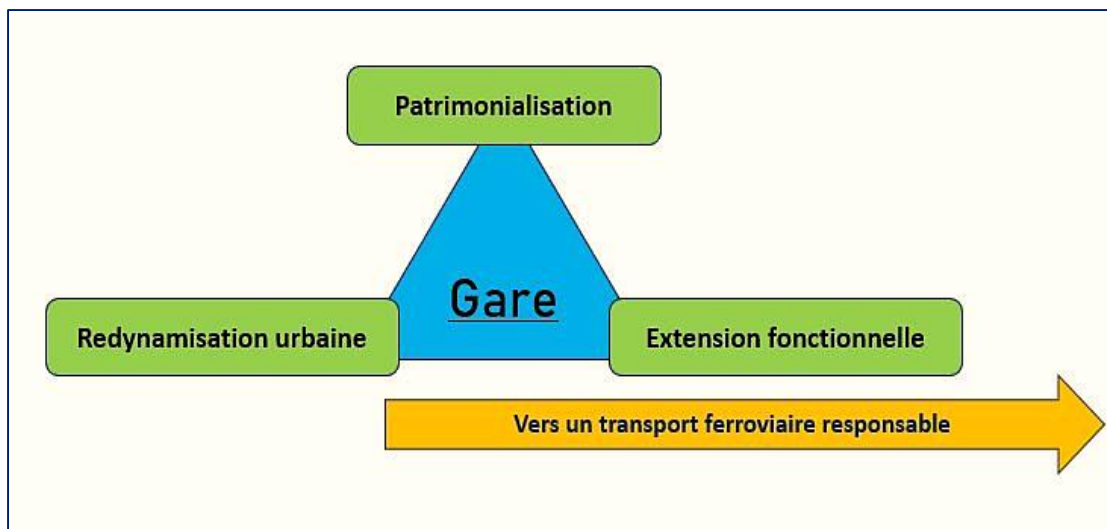 Patrimonialisation
Gare
Redynamisation urbaine
Extension fonctionnelle
Vers un transport ferroviaire responsable